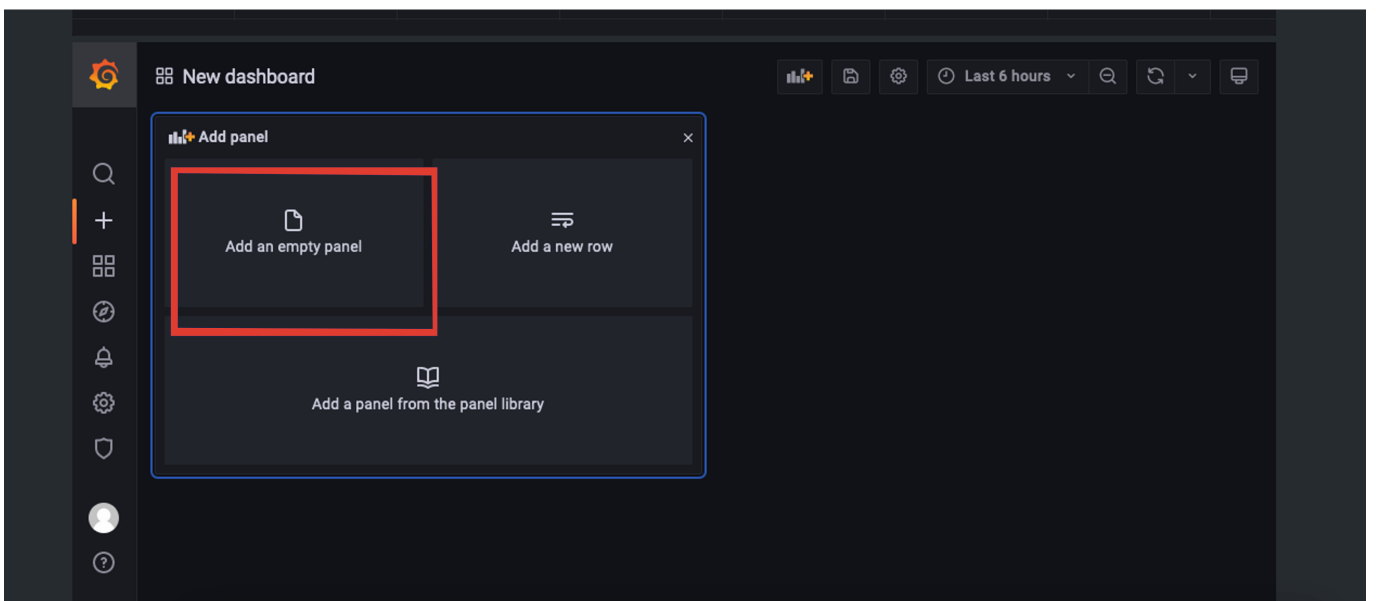 New dashboard
Last 6 hours
Add panel
Add an empty panel
Add a new row
Add a panel from the panel library